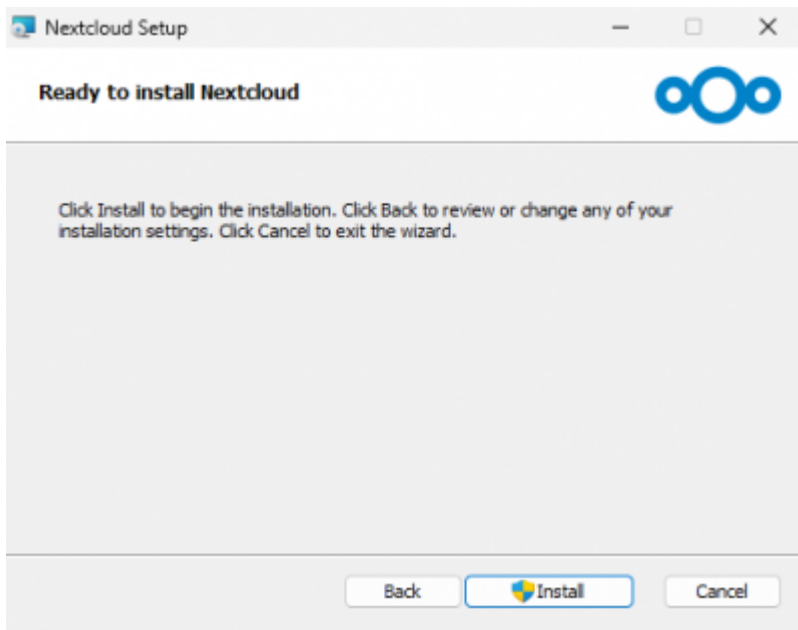 Nextcloud Setup
Ready to install Nextcloud
Click Install to begin the installation. Click Back to review or change any of your
installation settings. Click Cancel to exit the wizard.
Back
Install
Cancel